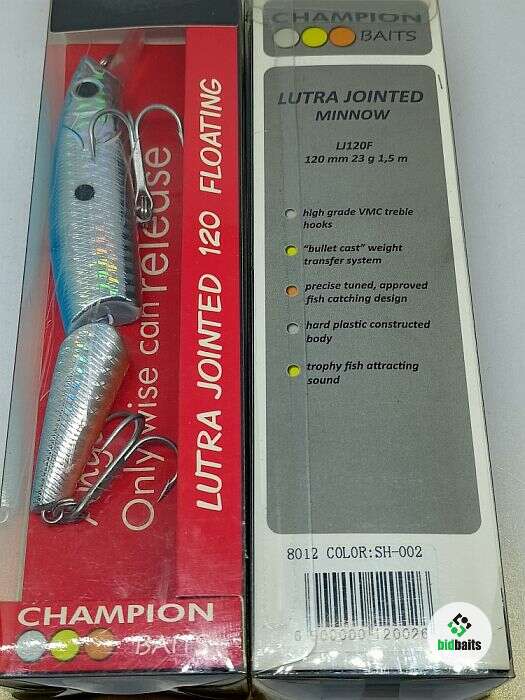 CHAMPION
BAITS
LUTRA JOINTED
MINNOW
LJ120F
120 mm 23 g 1,5 m
high grade VMC treble
hooks
"bullet cast" weight
transfer system
precise tuned, approved
fish catching design
hard plastic constructed
body
trophy fish attracting
sound
8012 COLOR:SH-002
bidbaits
LUTRA JOINTED 120 FLOATING
Only wise can release
CHAMPION
BAITS